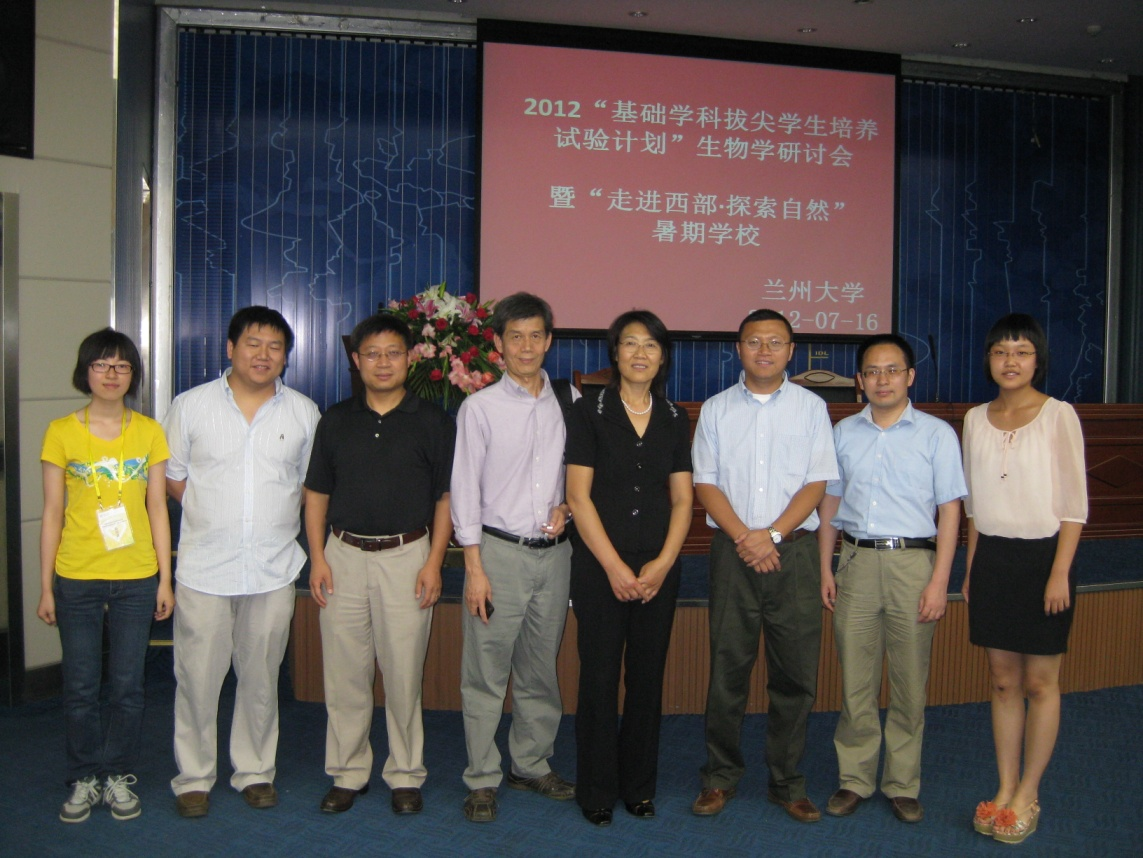 2012“基础学科拔尖学生培养
试验计划”生物学研讨会
暨“走进西部·探索自然”
暑期学校
兰州大学
2012-07-16